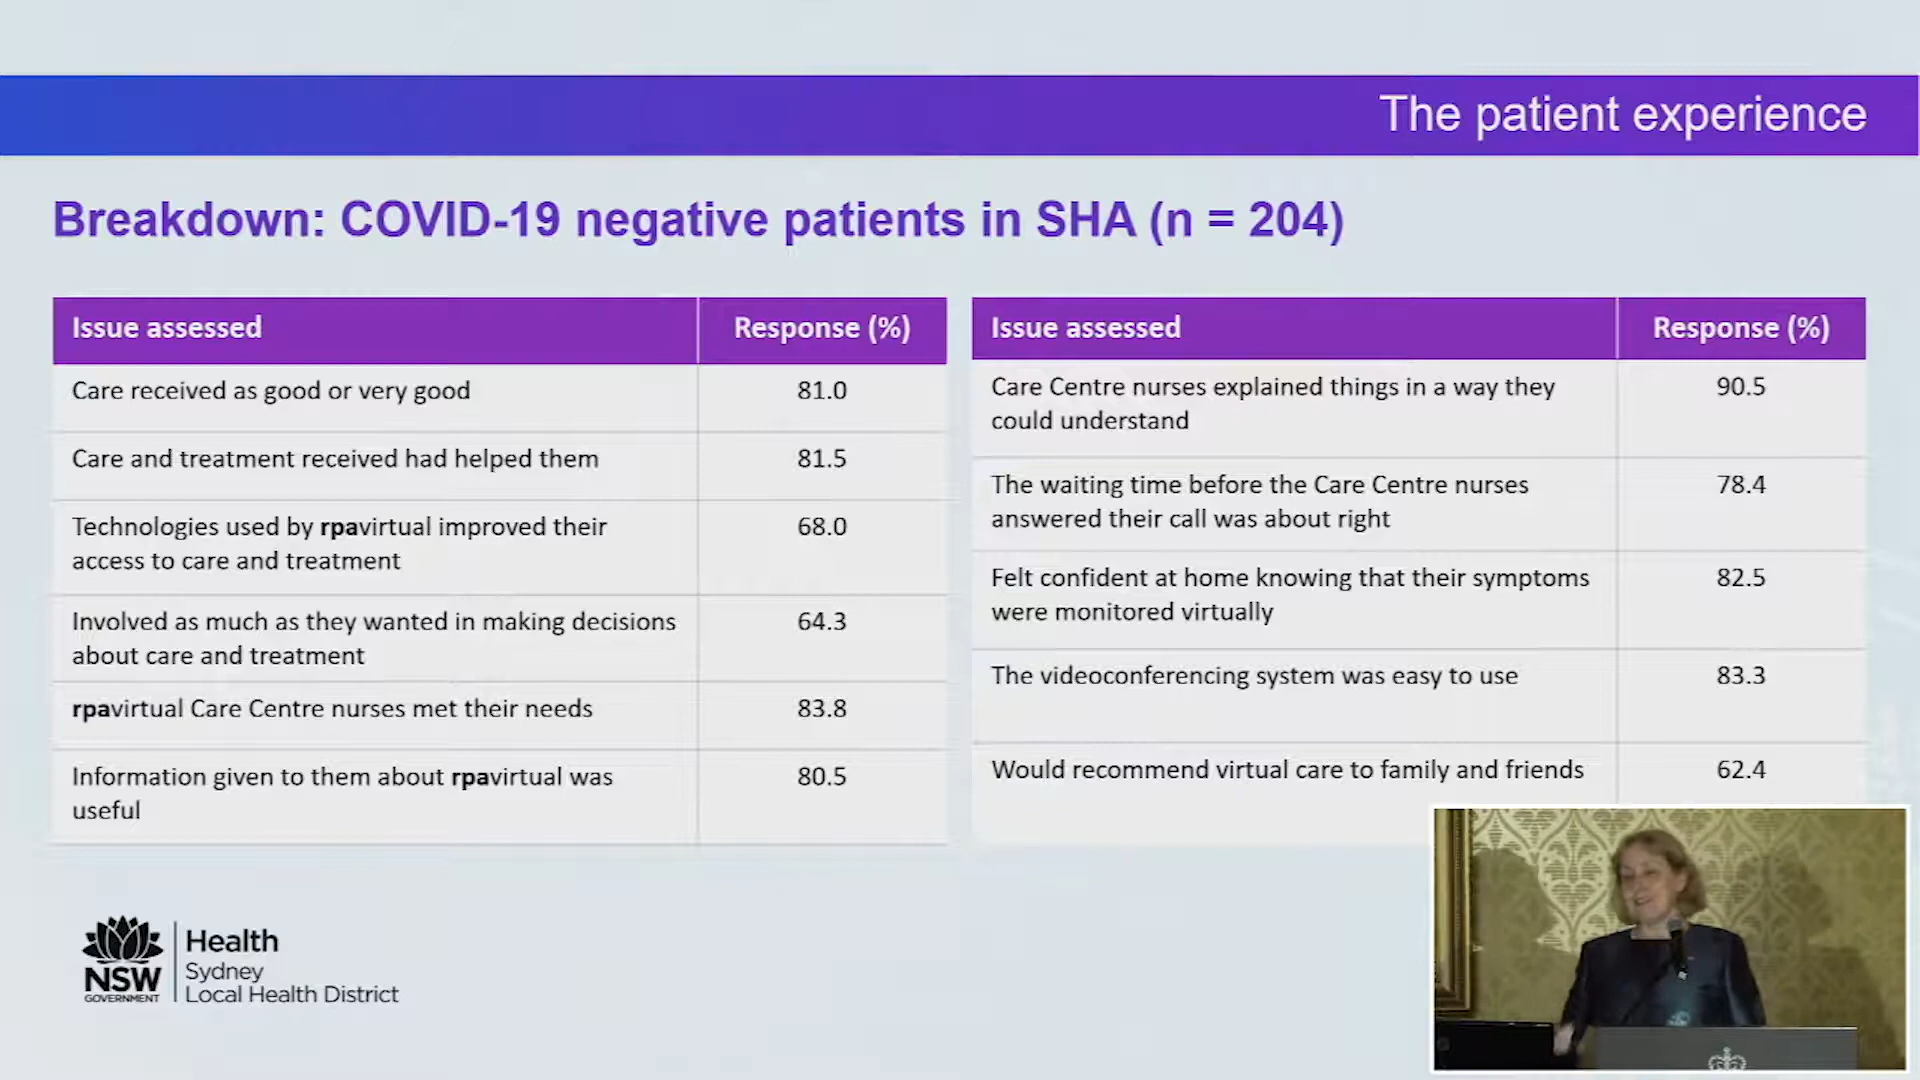 The patient experience
Breakdown: COVID-19 negative patients in SHA (n = 204)
Issue assessed Response (%)
Care received as good or very good 81.0
Care and treatment received had helped them 81.5
Technologies used by rpavirtual improved their 68.0
access to care and treatment
Involved as much as they wanted in making decisions 64.3
about care and treatment
rpavirtual Care Centre nurses met their needs 83.8
Information given to them about rpavirtual was 80.5
useful
Issue assessed Response (%)
Care Centre nurses explained things in a way they 90.5
could understand
The waiting time before the Care Centre nurses 78.4
answered their call was about right
Felt confident at home knowing that their symptoms 82.5
were monitored virtually
The videoconferencing system was easy to use 83.3
Would recommend virtual care to family and friends 62.4
NSW
GOVERNMENT
Health
Sydney
Local Health District